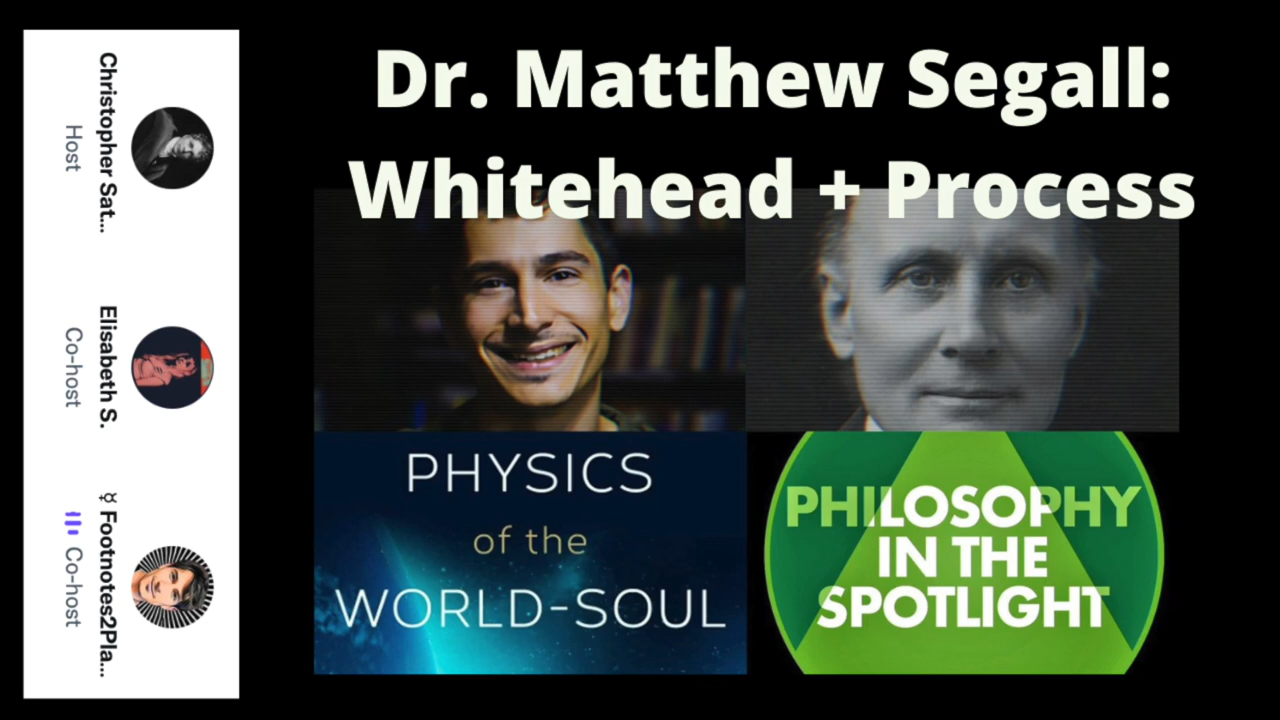 Dr. Matthew Segall:
Whitehead + Process
Christopher Sat...
Host
Elisabeth S.
Co-host
☿ Footnotes2Pla...
Co-host
PHYSICS
of the
WORLD-SOUL
PHILOSOPHY
IN THE
SPOTLIGHT